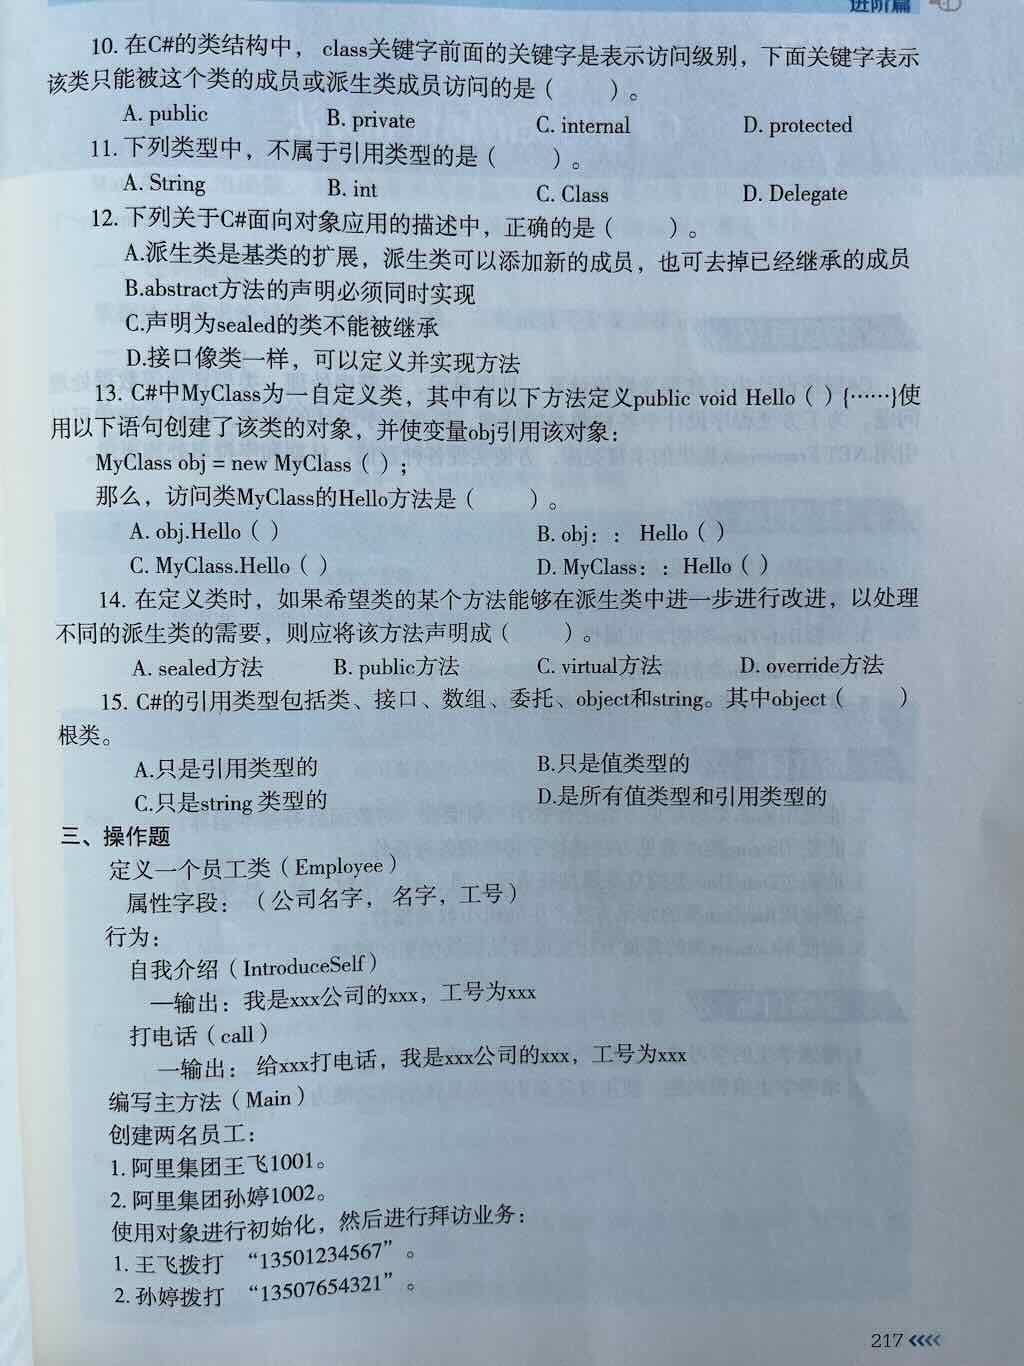 进阶篇
10. 在C#的类结构中， class关键字前面的关键字是表示访问级别，下面关键字表示
该类只能被这个类的成员或派生类成员访问的是（　　）。
A. public B. private C. internal D. protected
11. 下列类型中，不属于引用类型的是（　　）。
A. String B. int C. Class D. Delegate
12. 下列关于C#面向对象应用的描述中，正确的是（　　）。
A.派生类是基类的扩展，派生类可以添加新的成员，也可去掉已经继承的成员
B.abstract方法的声明必须同时实现
C.声明为sealed的类不能被继承
D.接口像类一样，可以定义并实现方法
13. C#中MyClass为一自定义类，其中有以下方法定义public void Hello（）{……}使
用以下语句创建了该类的对象，并使变量obj引用该对象：
MyClass obj = new MyClass（）；
那么，访问类MyClass的Hello方法是（　　）。
A. obj.Hello（） B. obj：： Hello（）
C. MyClass.Hello（） D. MyClass：：Hello（）
14. 在定义类时，如果希望类的某个方法能够在派生类中进一步进行改进，以处理
不同的派生类的需要，则应将该方法声明成（　　）。
A. sealed方法 B. public方法 C. virtual方法 D. override方法
15. C#的引用类型包括类、接口、数组、委托、object和string。其中object（　　）
根类。
A.只是引用类型的 B.只是值类型的
C.只是string 类型的 D.是所有值类型和引用类型的
三、操作题
定义一个员工类（Employee）
属性字段：（公司名字， 名字，工号）
行为：
自我介绍（IntroduceSelf）
—输出：我是xxx公司的xxx，工号为xxx
打电话（call）
—输出： 给xxx打电话，我是xxx公司的xxx，工号为xxx
编写主方法（Main）
创建两名员工：
1. 阿里集团王飞1001。
2. 阿里集团孙婷1002。
使用对象进行初始化，然后进行拜访业务：
1. 王飞拨打 “13501234567”。
2. 孙婷拨打 “13507654321”。
217